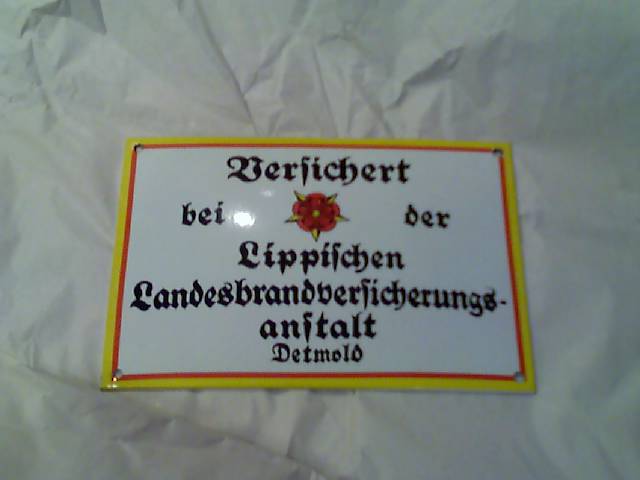 Versichert
bei der
Lippischen
Landesbrandversicherungs-
anstalt
Detmold